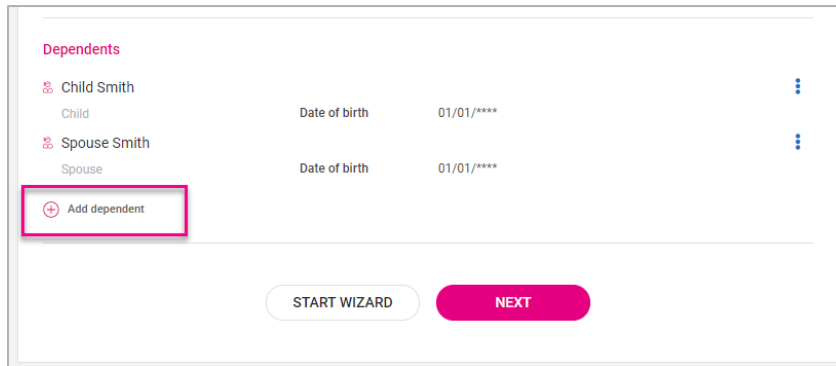 Dependents
Child Smith
Child Date of birth 01/01/****
Spouse Smith
Spouse Date of birth 01/01/****
Add dependent
START WIZARD NEXT